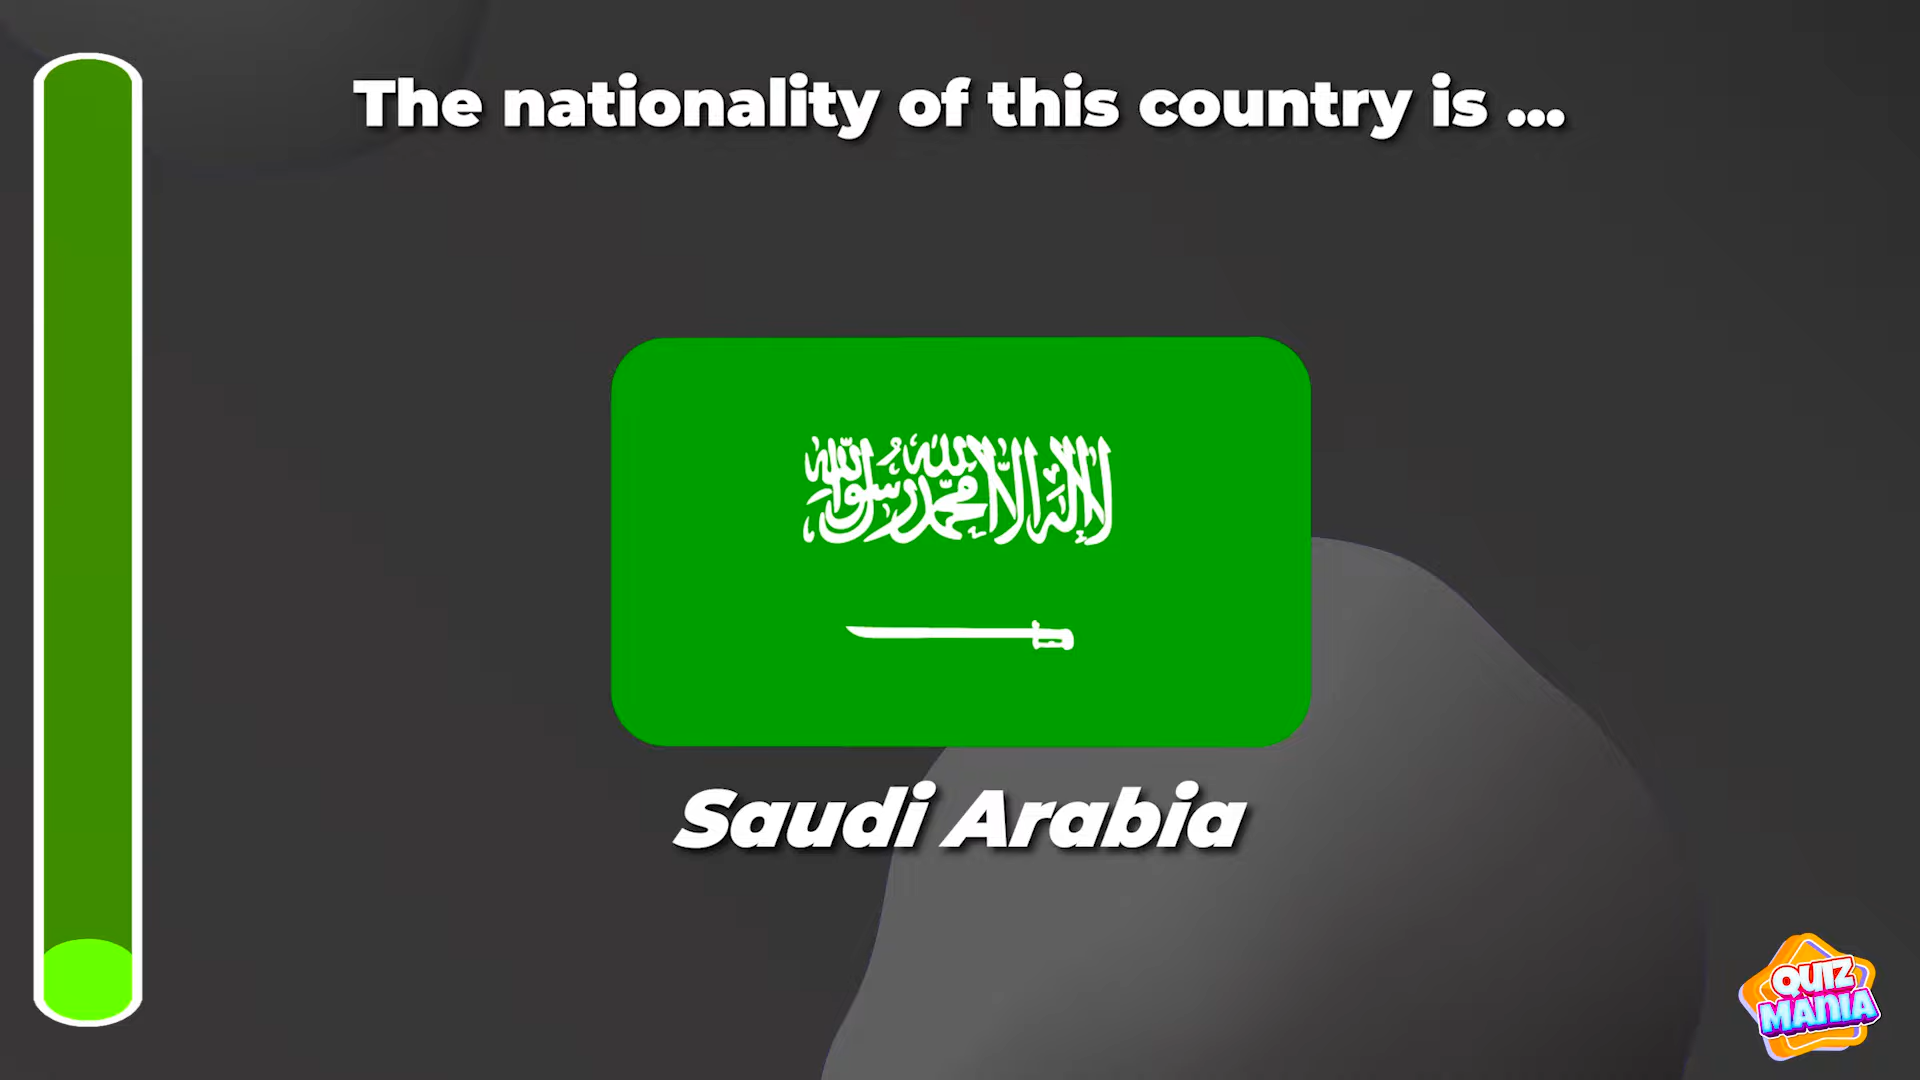 The nationality of this country is ...
لا إله إلا الله محمد رسول الله
Saudi Arabia
QUIZ
MANIA